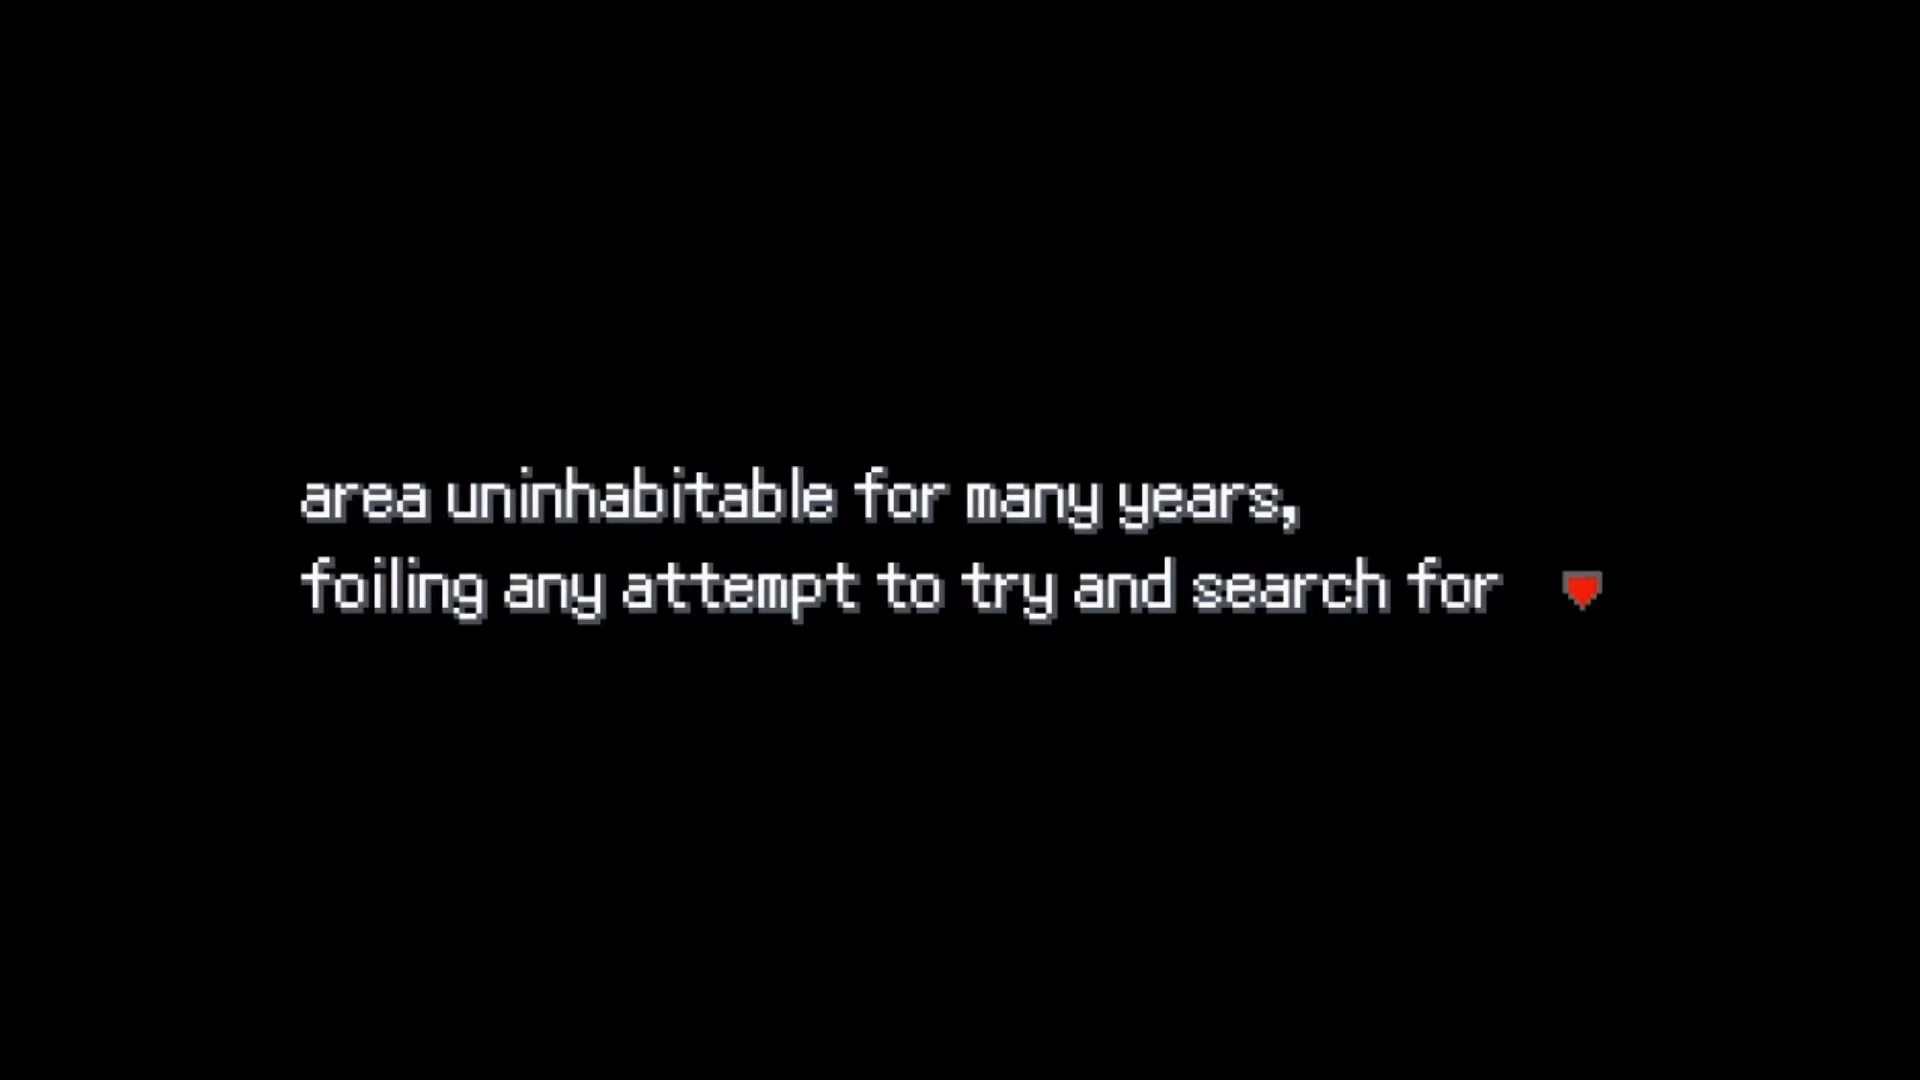 area uninhabitable for many years,
foiling any attempt to try and search for